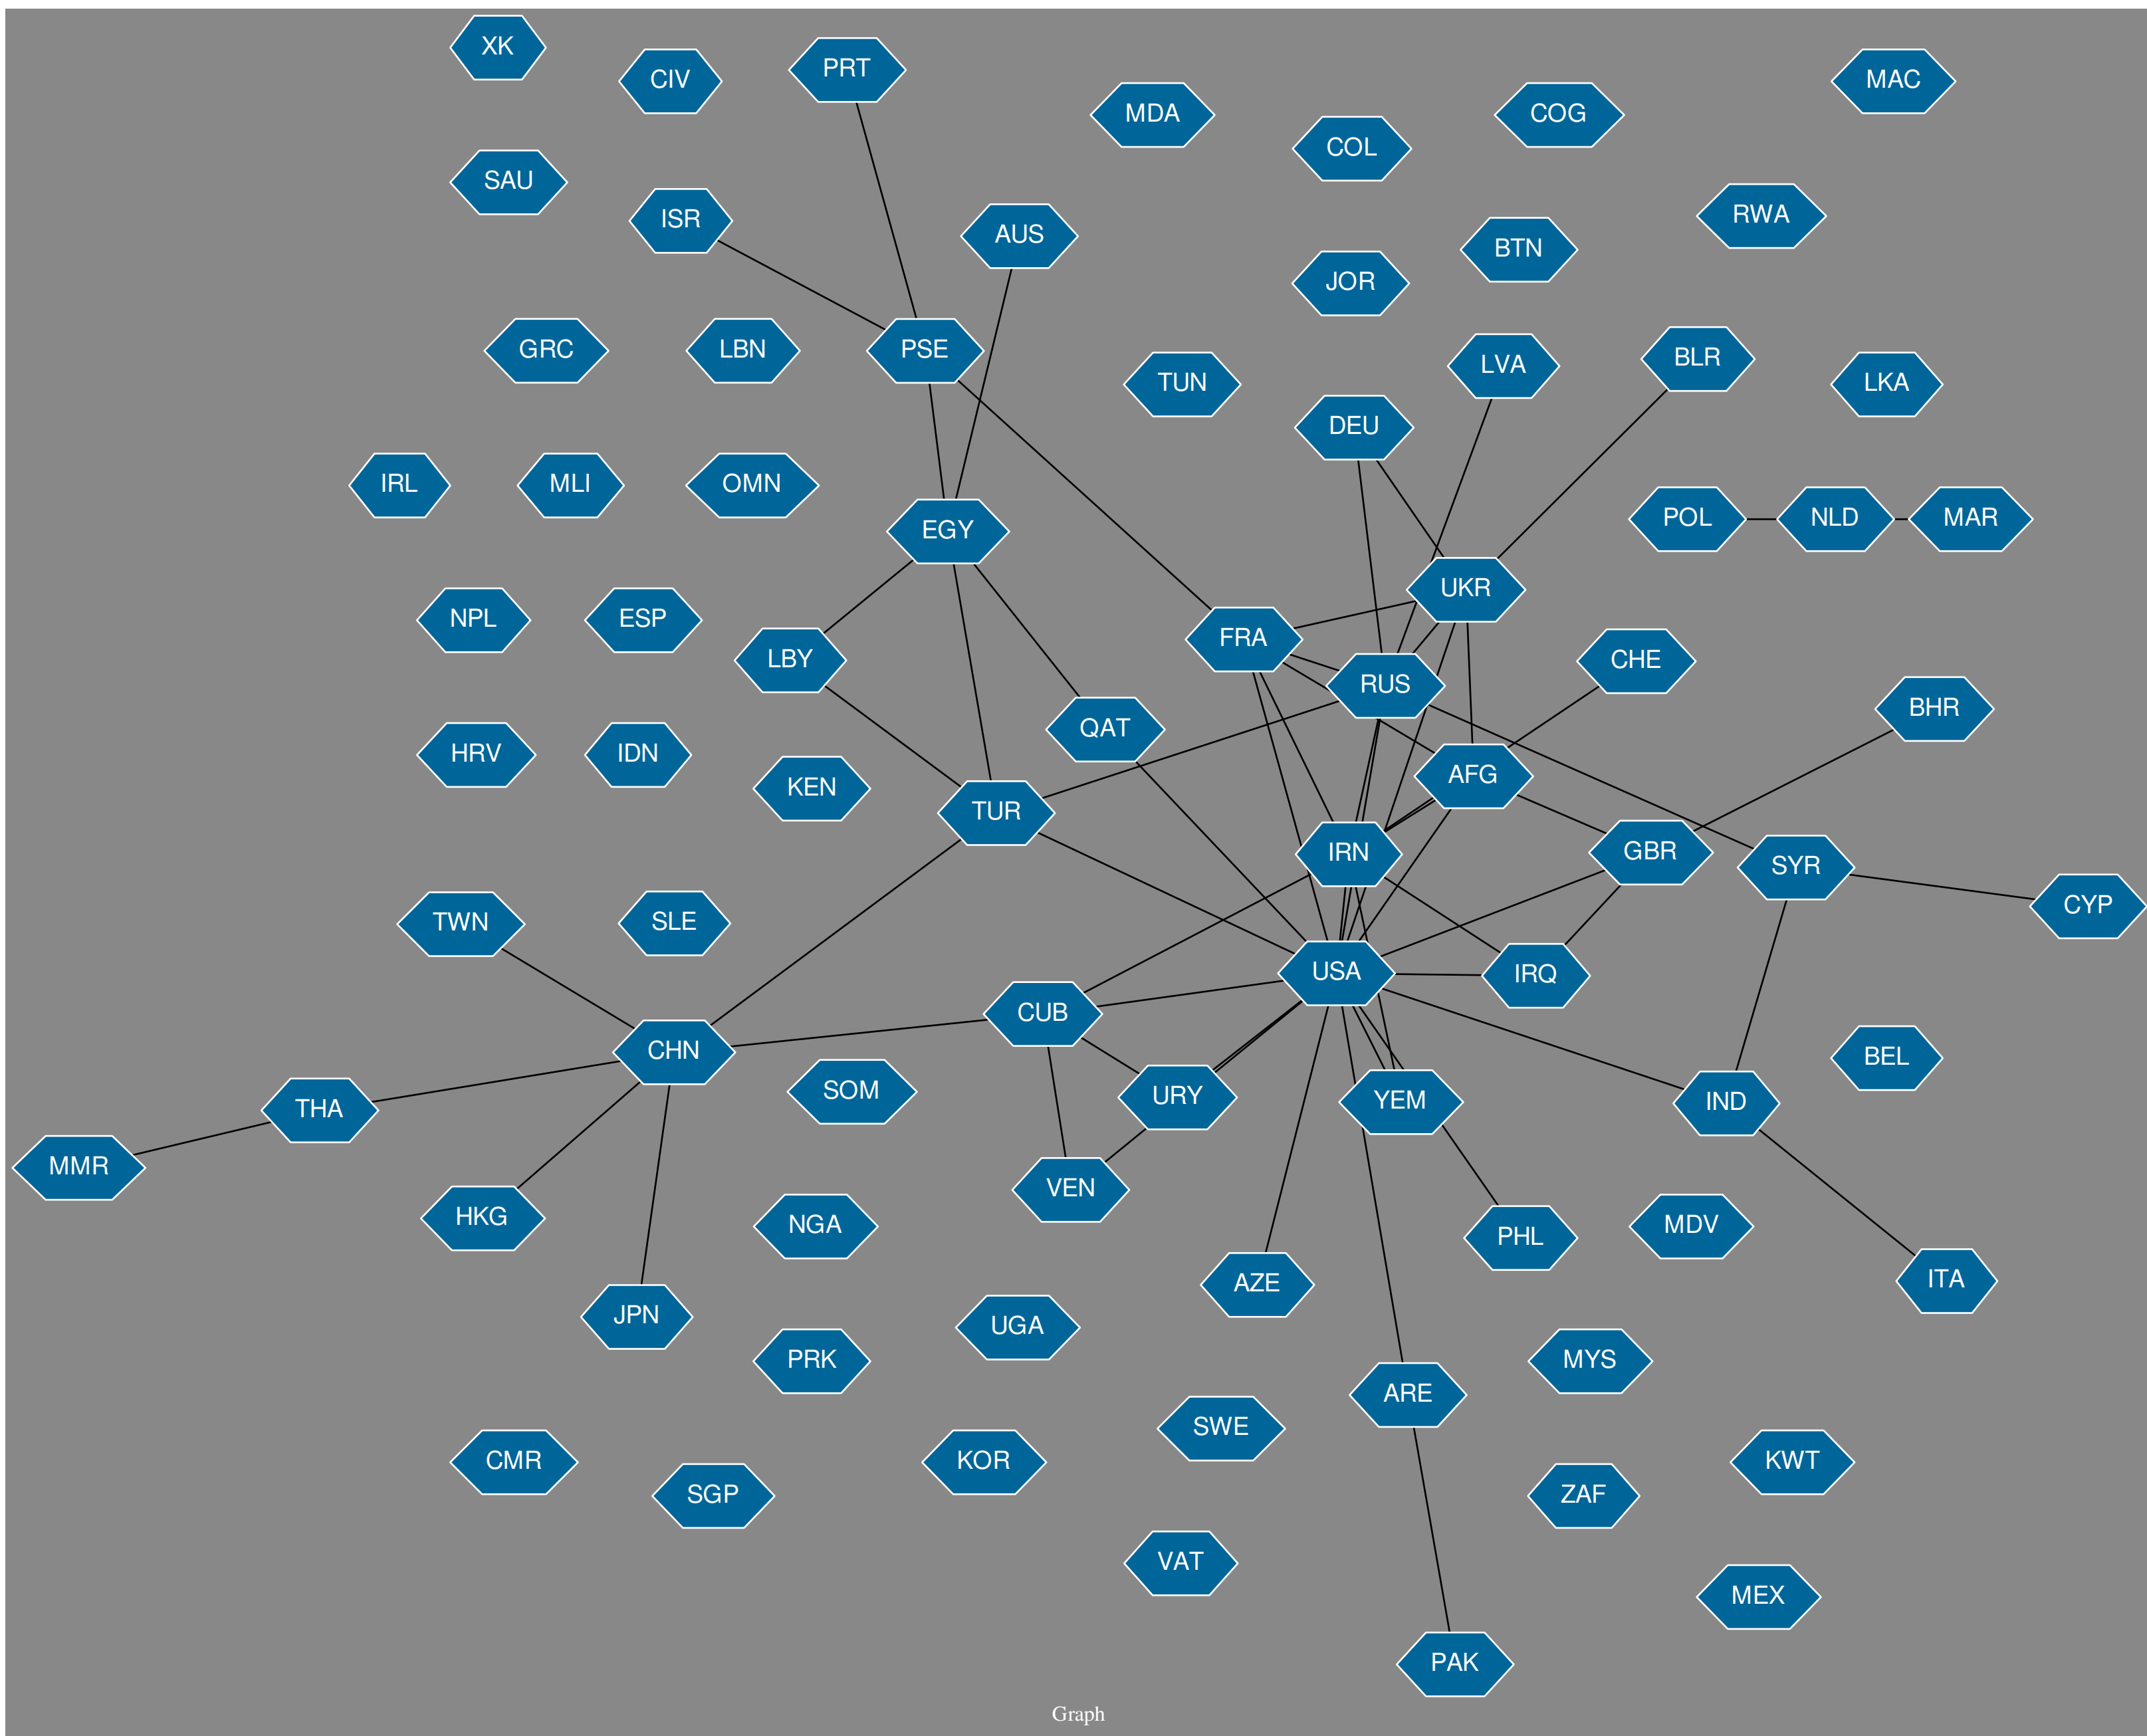 XK
CIV
PRT
MAC
MDA
COG
COL
SAU
RWA
ISR
AUS
BTN
JOR
GRC
LBN
PSE
LVA
BLR
TUN
LKA
DEU
IRL
MLI
OMN
POL
NLD
MAR
EGY
UKR
NPL
ESP
FRA
LBY
CHE
RUS
BHR
QAT
HRV
IDN
AFG
KEN
TUR
IRN
GBR
SYR
CYP
TWN
SLE
USA
IRQ
CUB
CHN
BEL
SOM
URY
YEM
IND
THA
MMR
VEN
HKG
NGA
MDV
PHL
AZE
ITA
JPN
UGA
PRK
MYS
ARE
SWE
CMR
KOR
KWT
SGP
ZAF
VAT
MEX
PAK
Graph